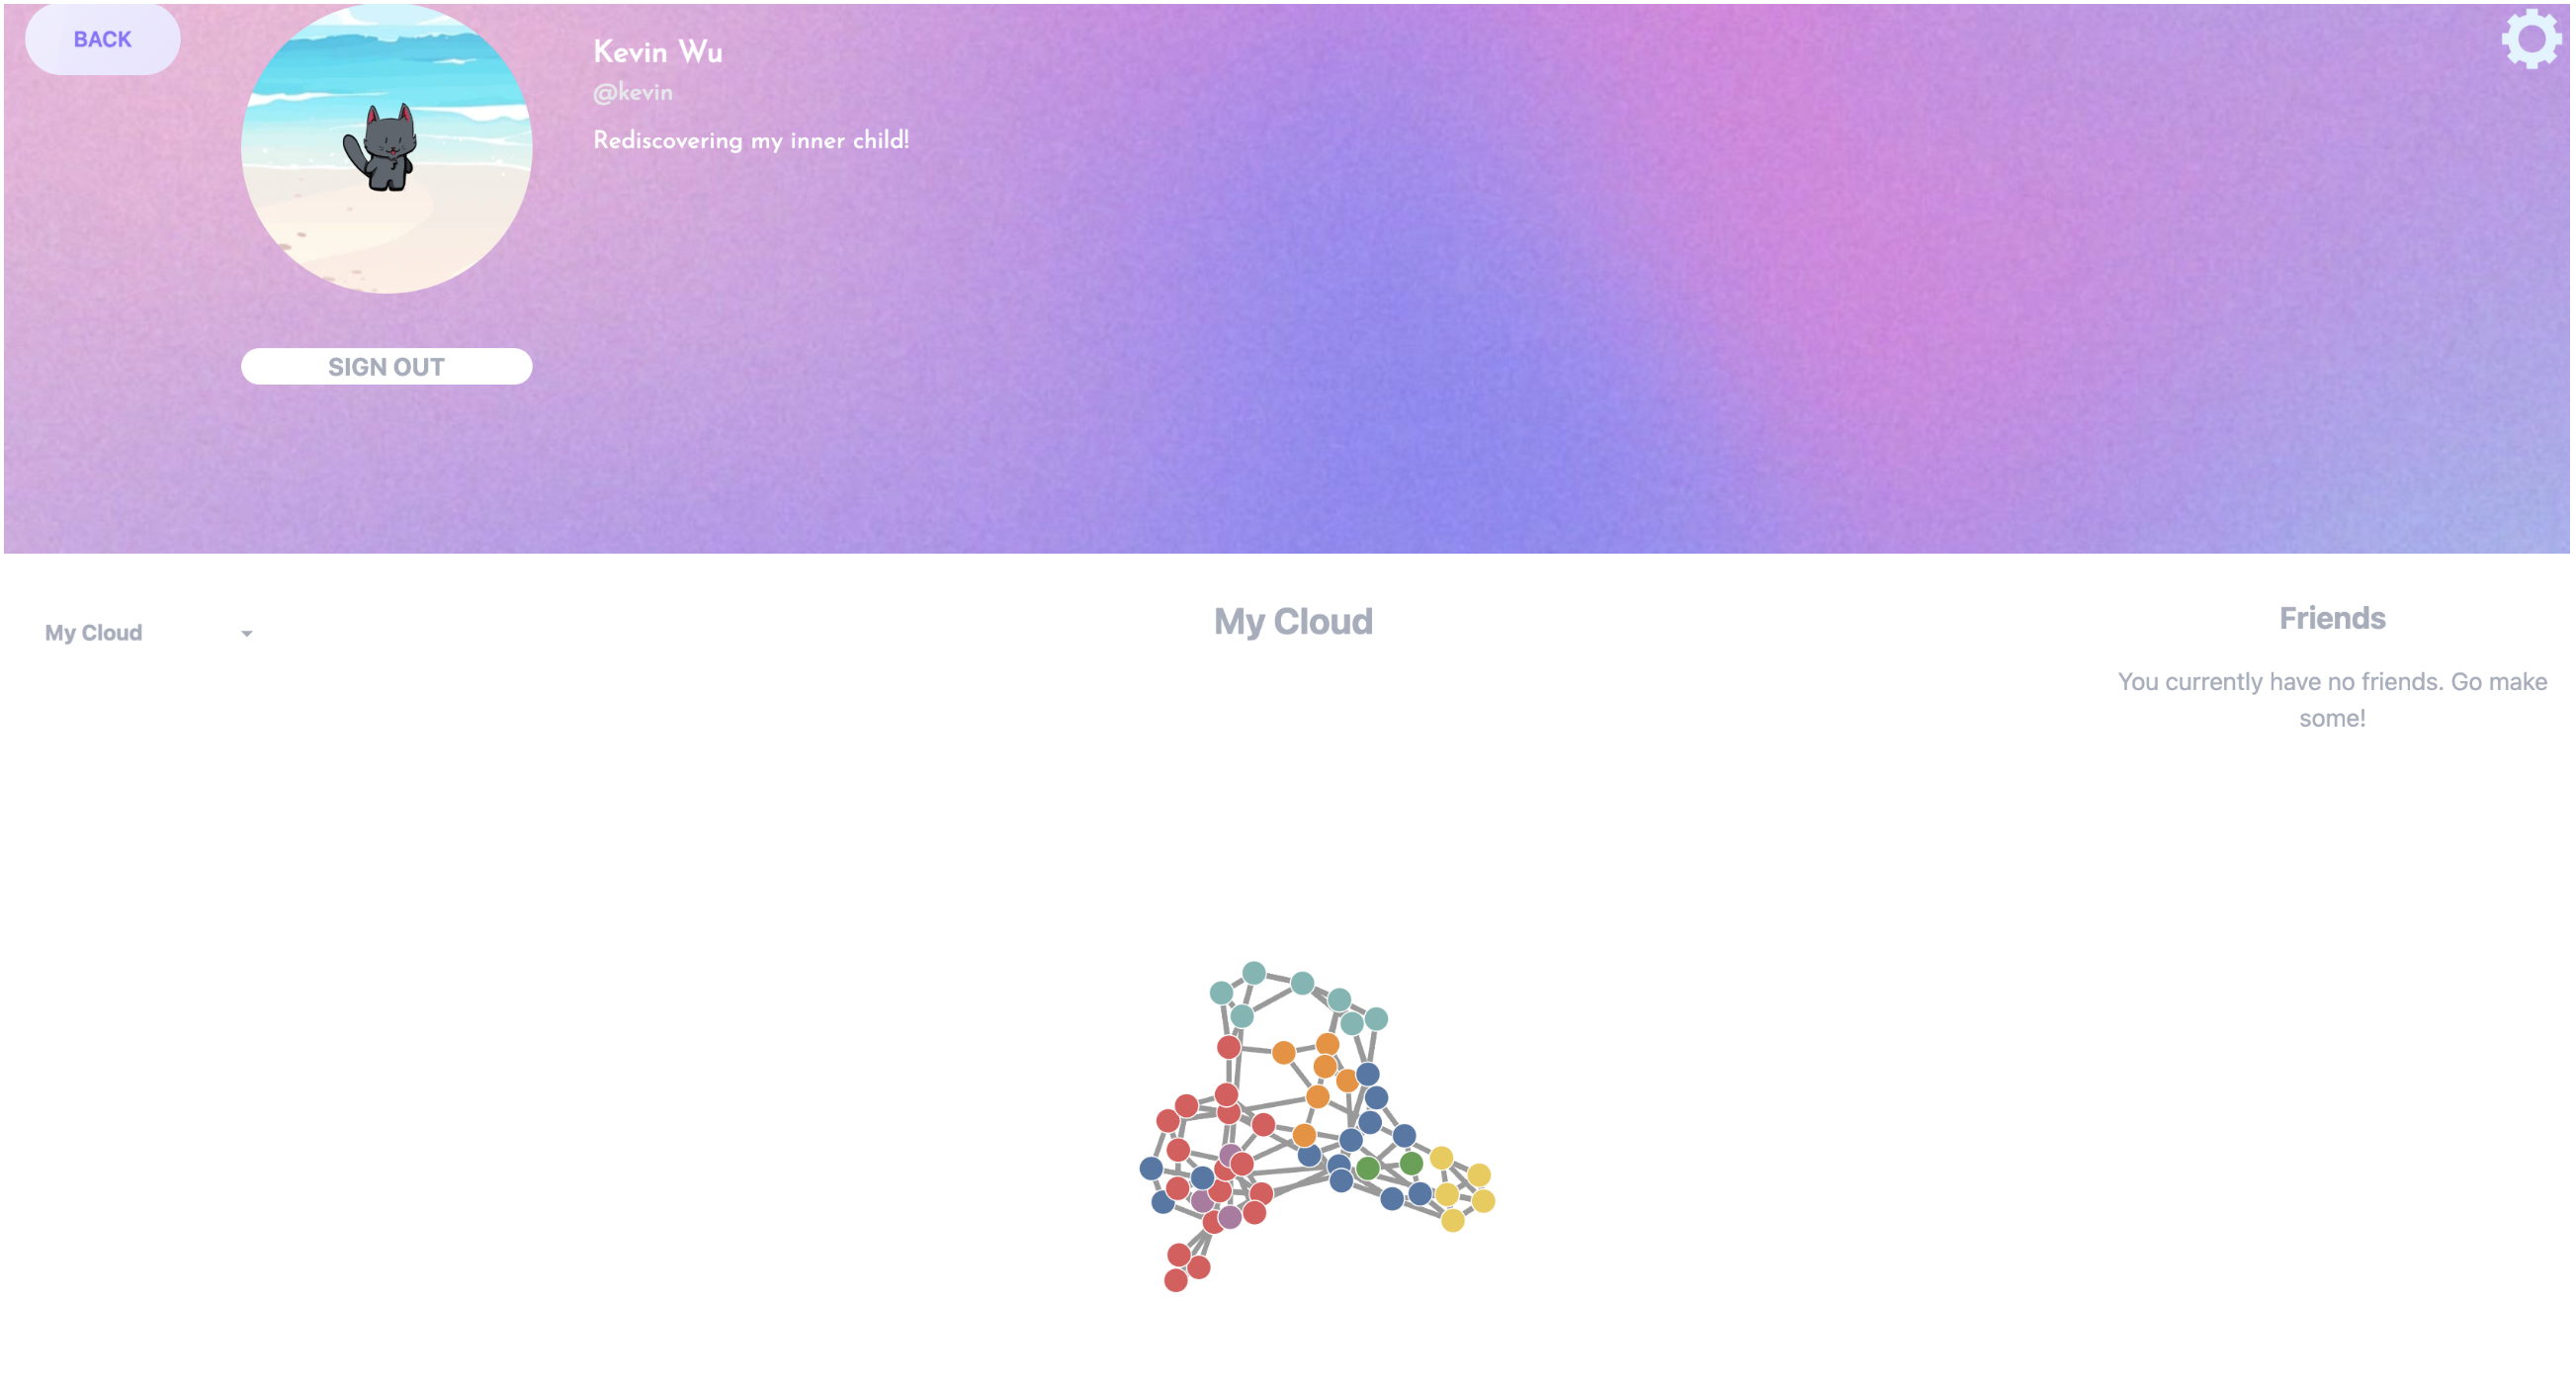 BACK
Kevin Wu
@kevin
Rediscovering my inner child!
SIGN OUT
My Cloud
My Cloud
Friends
You currently have no friends. Go make
some!